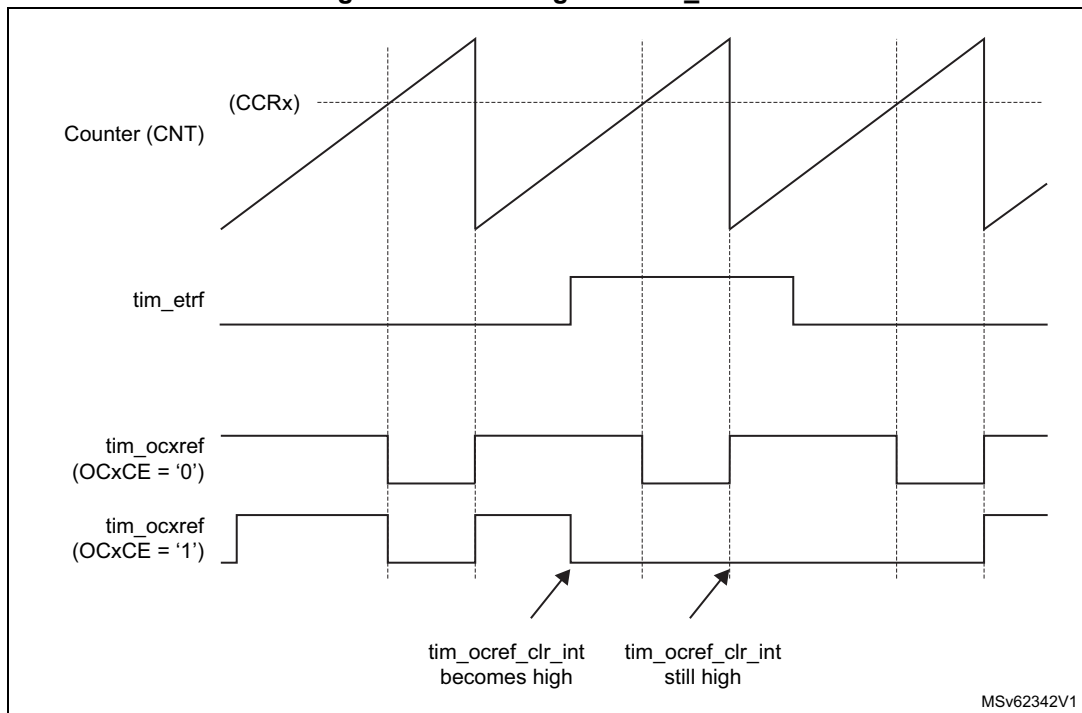 (CCRx)
Counter (CNT)
tim_etrf
tim_ocxref
(OCxCE = ‘0’)
tim_ocxref
(OCxCE = ‘1’)
tim_ocref_clr_int
becomes high
tim_ocref_clr_int
still high
MSv62342V1